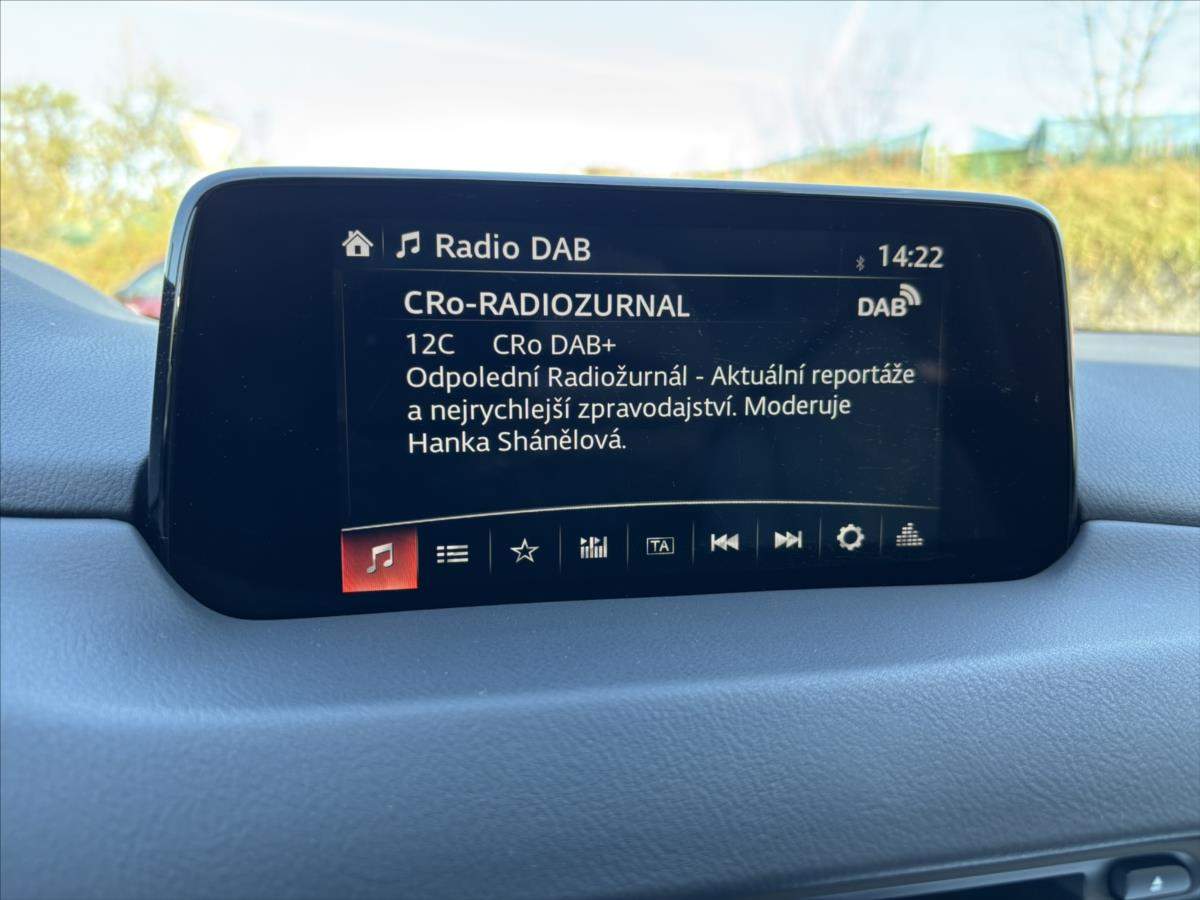 Radio DAB
14:22
CRo-RADIOZURNAL
DAB
12C CRo DAB+
Odpolední Radiožurnál - Aktuální reportáže
a nejrychlejší zpravodajství. Moderuje
Hanka Shánělová.
TA